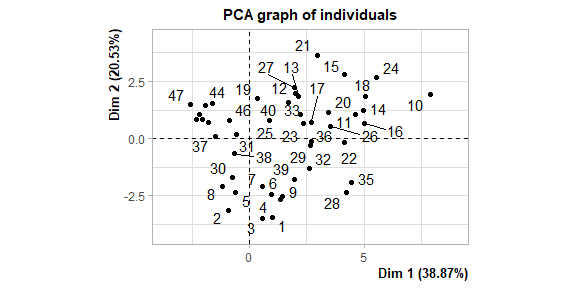 PCA graph of individuals
21
27 13 15 24
47 44 19 12 17 18 10
2.5
46 40 33 20 14
25 23 11 16
0.0
37 31 36 26
38 29 22
30 39 32
7 6 35
-2.5
8 5 9 28
2 4
3 1
0 5
Dim 1 (38.87%)
Dim 2 (20.53%)